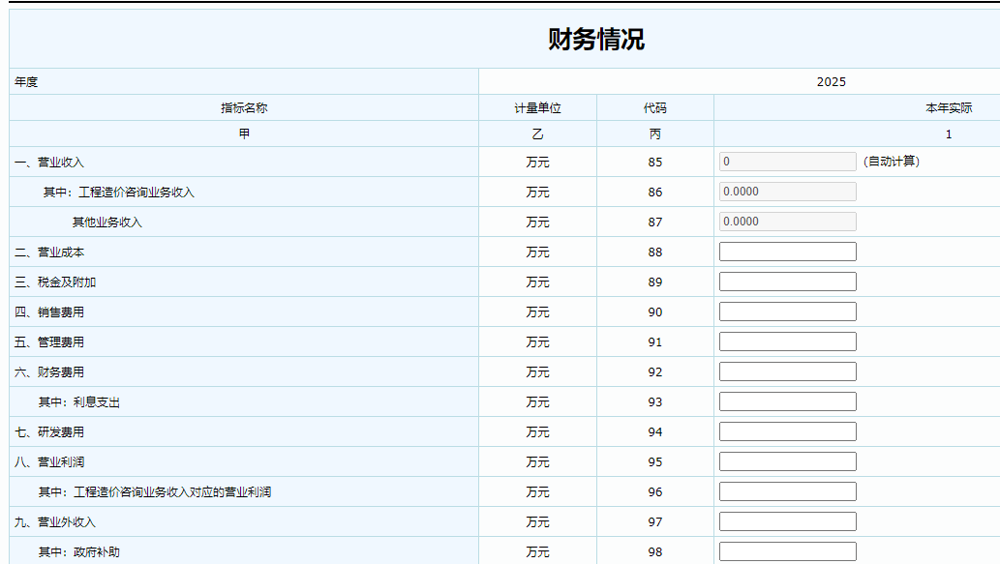 财务情况
年度 2025
指标名称 计量单位 代码 本年实际
甲 乙 丙 1
一、营业收入 万元 85 0 (自动计算)
其中：工程造价咨询业务收入 万元 86 0.0000
其他业务收入 万元 87 0.0000
二、营业成本 万元 88
三、税金及附加 万元 89
四、销售费用 万元 90
五、管理费用 万元 91
六、财务费用 万元 92
其中：利息支出 万元 93
七、研发费用 万元 94
八、营业利润 万元 95
其中：工程造价咨询业务收入对应的营业利润 万元 96
九、营业外收入 万元 97
其中：政府补助 万元 98